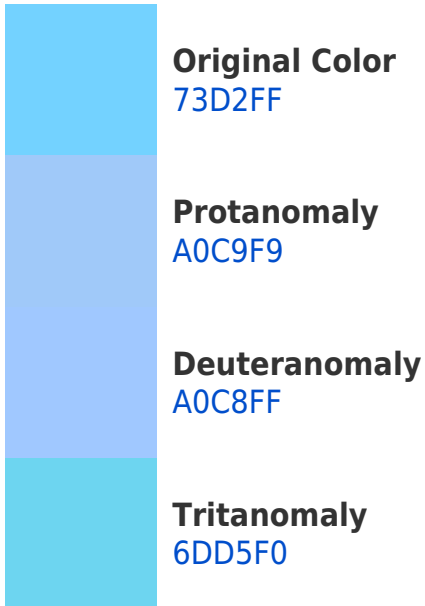 Original Color
73D2FF
Protanomaly
A0C9F9
Deuteranomaly
A0C8FF
Tritanomaly
6DD5F0